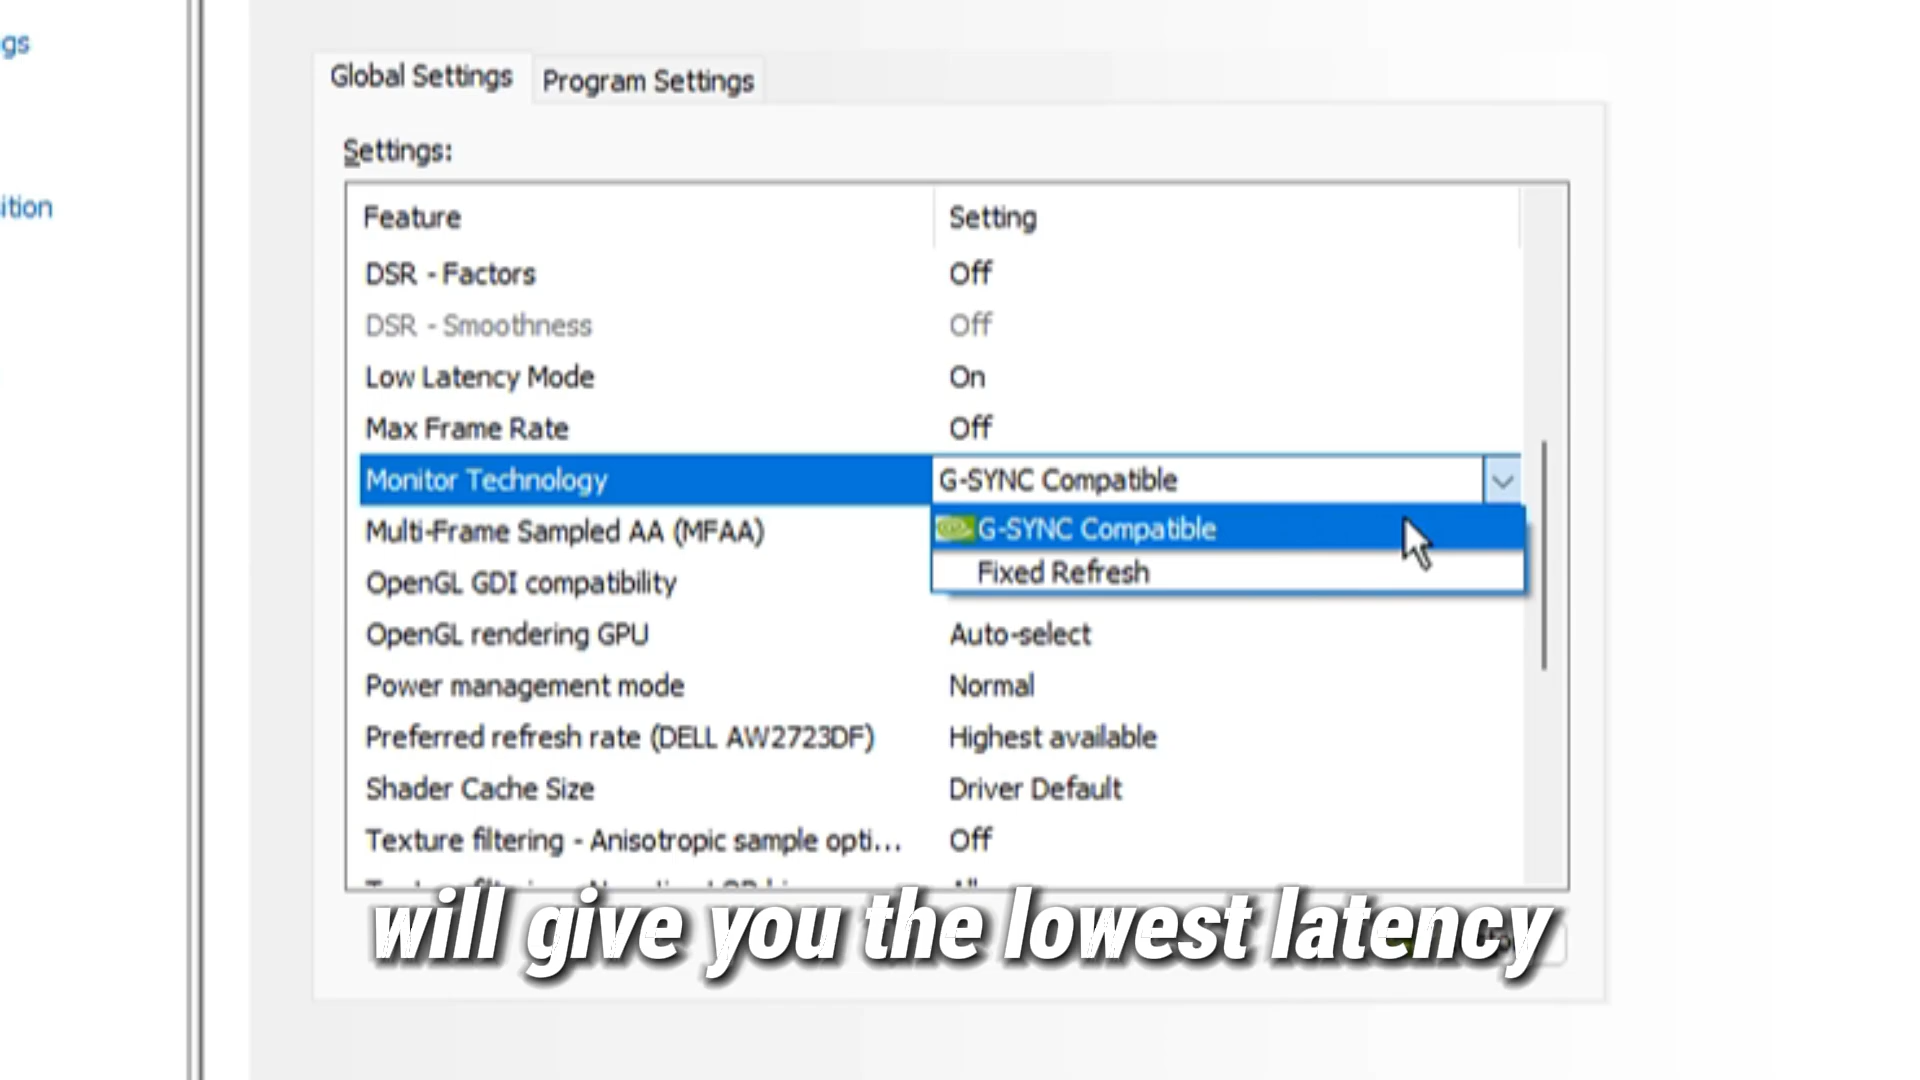 gs
ition
Global Settings Program Settings
Settings:
Feature Setting
DSR - Factors Off
DSR - Smoothness Off
Low Latency Mode On
Max Frame Rate Off
Monitor Technology G-SYNC Compatible
G-SYNC Compatible
Multi-Frame Sampled AA (MFAA)
Fixed Refresh
OpenGL GDI compatibility
OpenGL rendering GPU Auto-select
Power management mode Normal
Preferred refresh rate (DELL AW2723DF) Highest available
Shader Cache Size Driver Default
Texture filtering - Anisotropic sample opti... Off
will give you the lowest latency